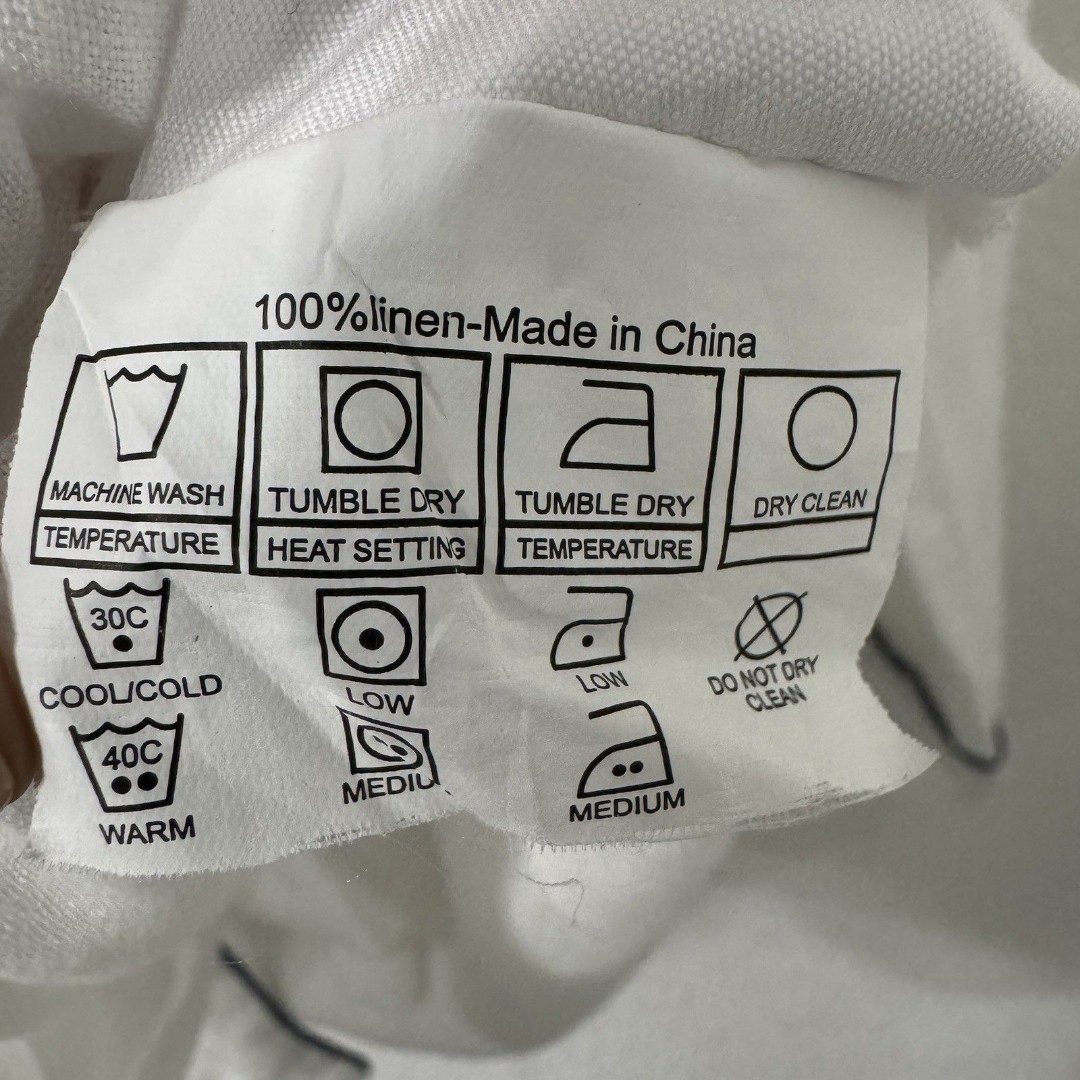 100%linen-Made in China
MACHINE WASH TUMBLE DRY TUMBLE DRY DRY CLEAN
TEMPERATURE HEAT SETTING TEMPERATURE
30C
COOL/COLD LOW LOW DO NOT DRY
CLEAN
40C
WARM MEDIU MEDIUM